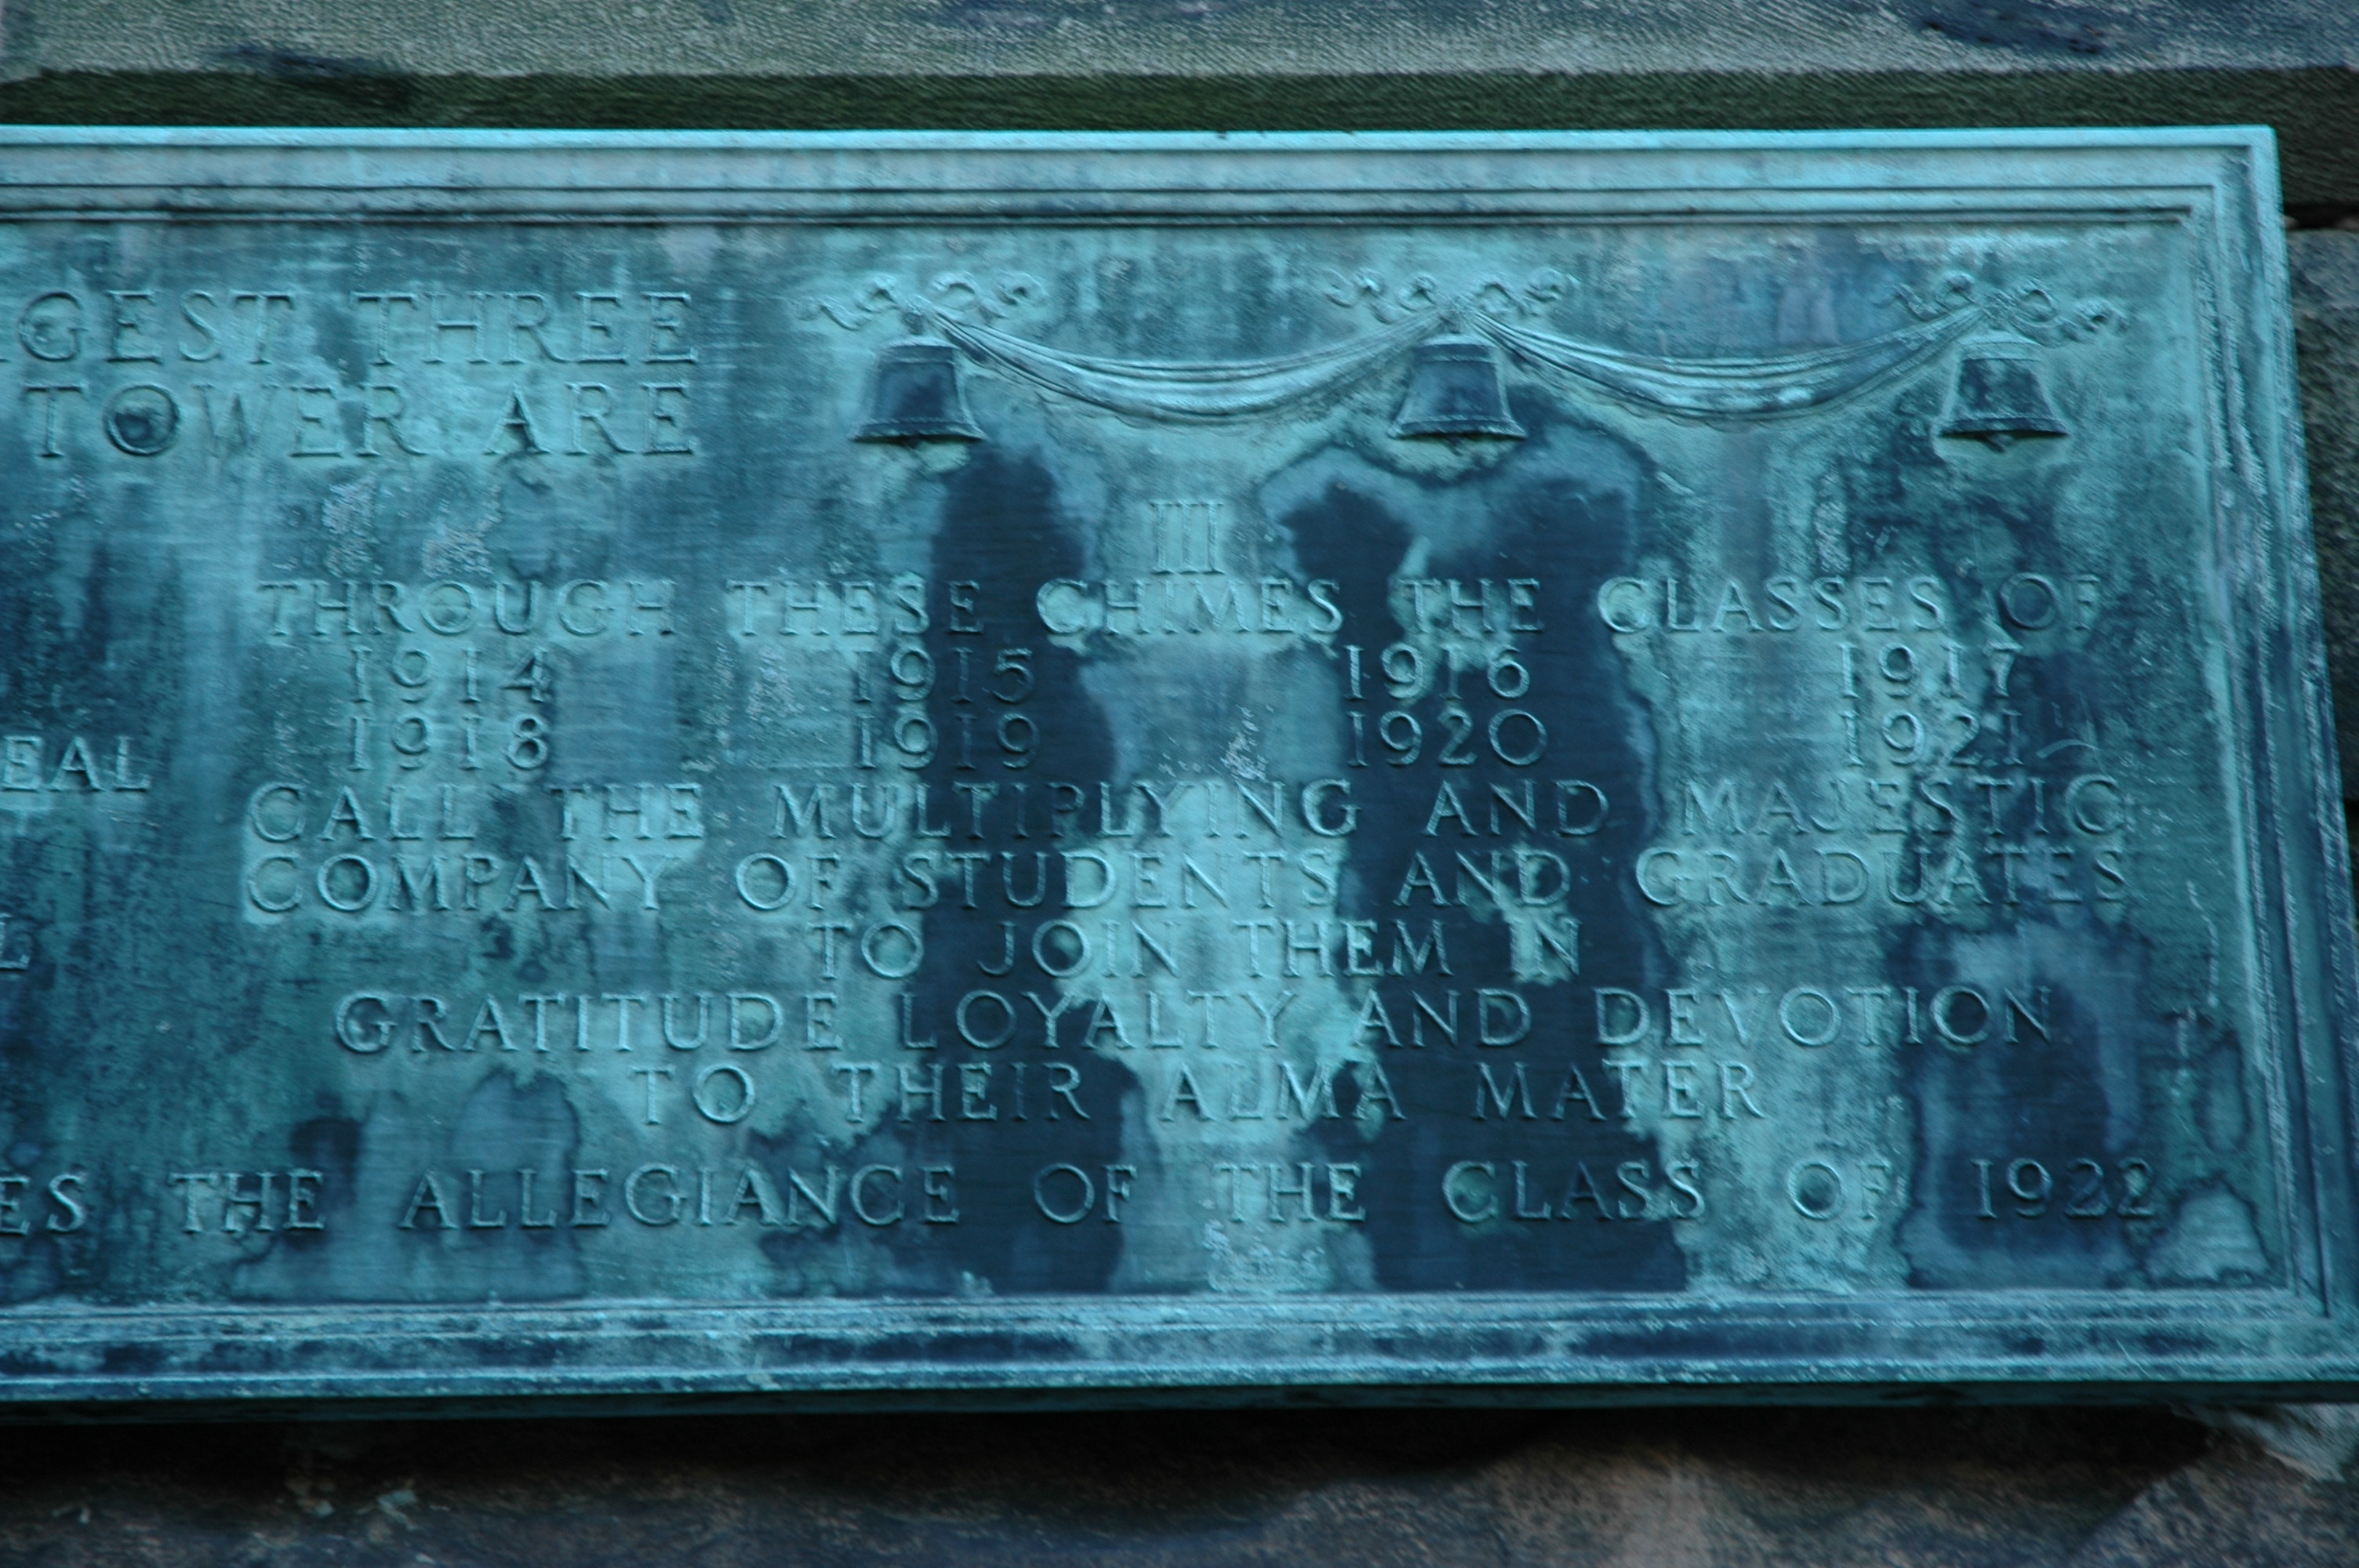 GEST THREE
TOWER ARE
III
THROUGH THESE CHIMES THE CLASSES OF
1914 1915 1916 1917
1918 1919 1920 1921
EAL
CALL THE MULTIPLYING AND MAJESTIC
COMPANY OF STUDENTS AND GRADUATES
TO JOIN THEM IN
L
GRATITUDE LOYALTY AND DEVOTION
TO THEIR ALMA MATER
ES THE ALLEGIANCE OF THE CLASS OF 1922